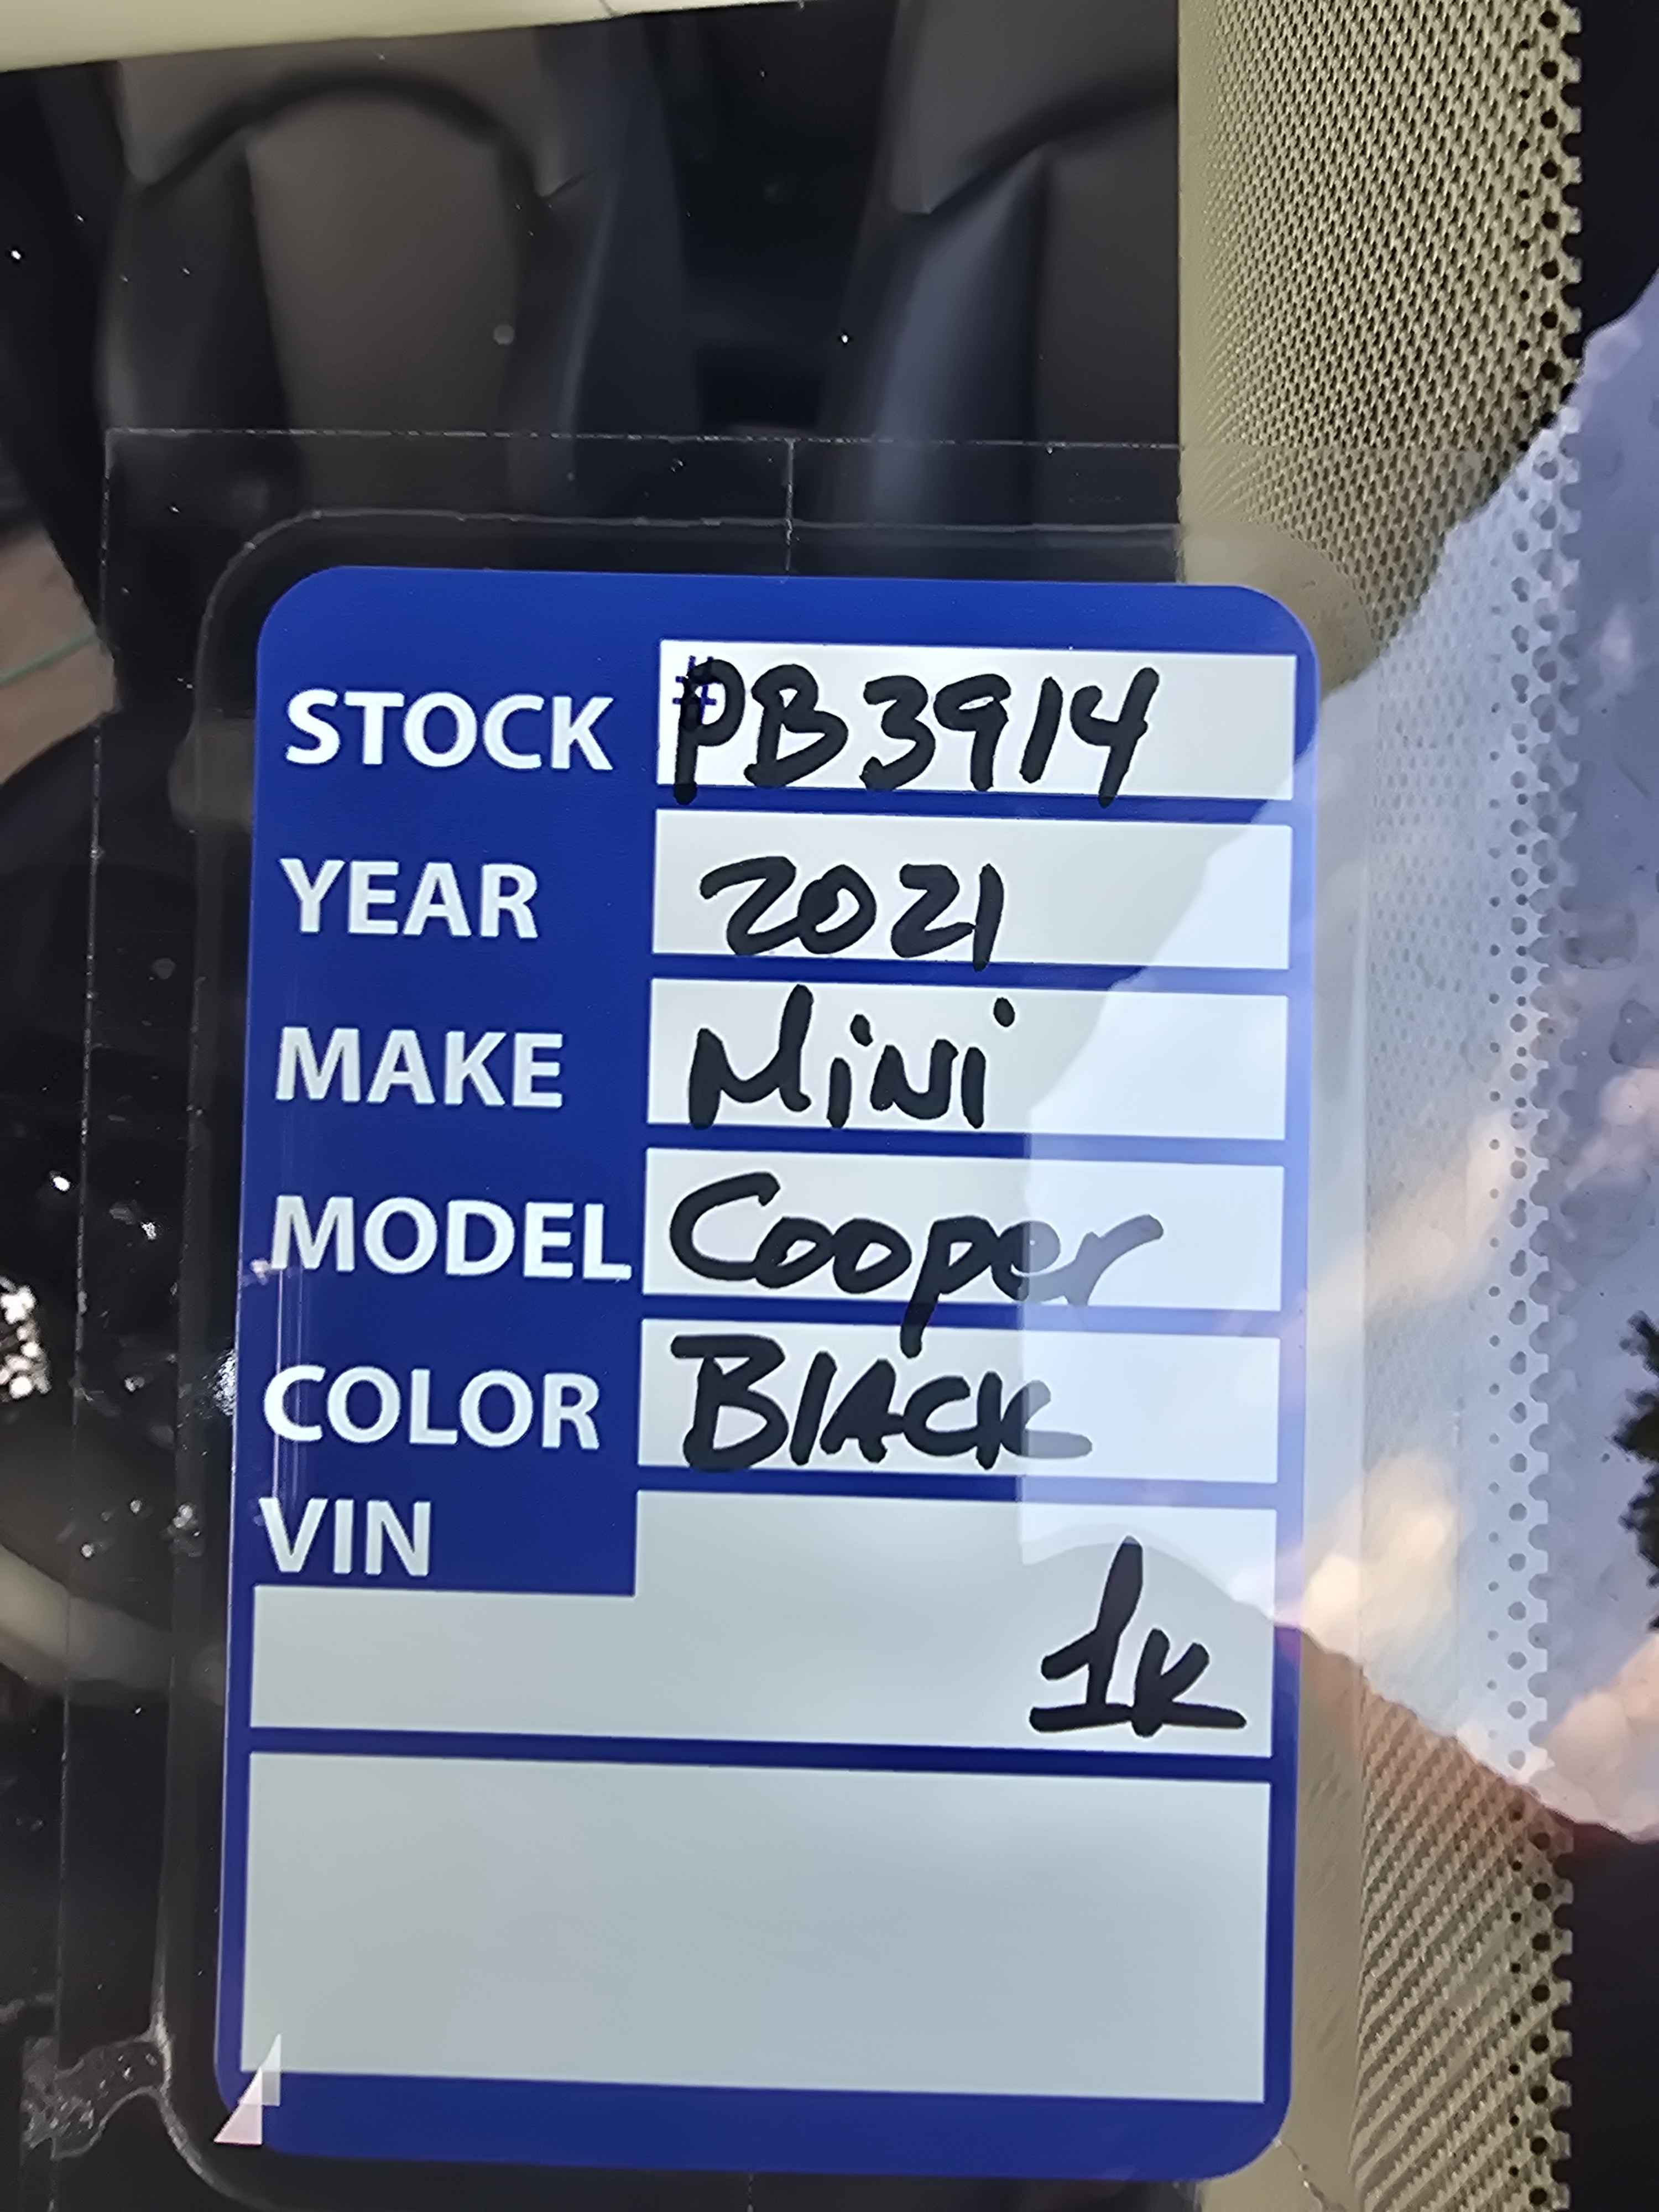 STOCK #PB3914
YEAR 2021
MAKE Mini
MODEL Cooper
COLOR BlACK
VIN
1K